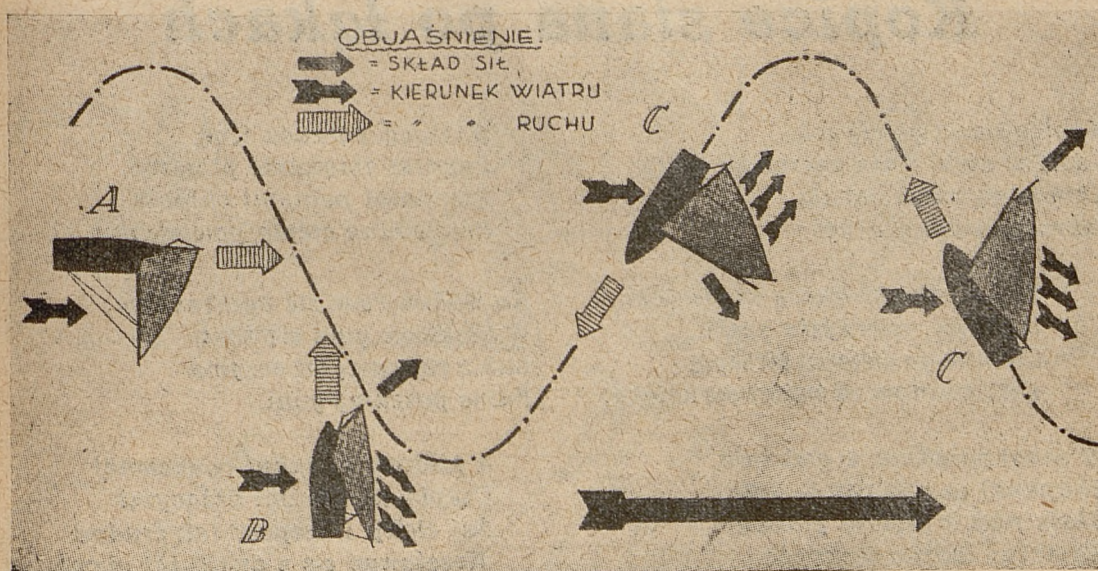 OBJAŚNIENIE:
= SKŁAD SIŁ
= KIERUNEK WIATRU
= " " RUCHU
A
B
C
C